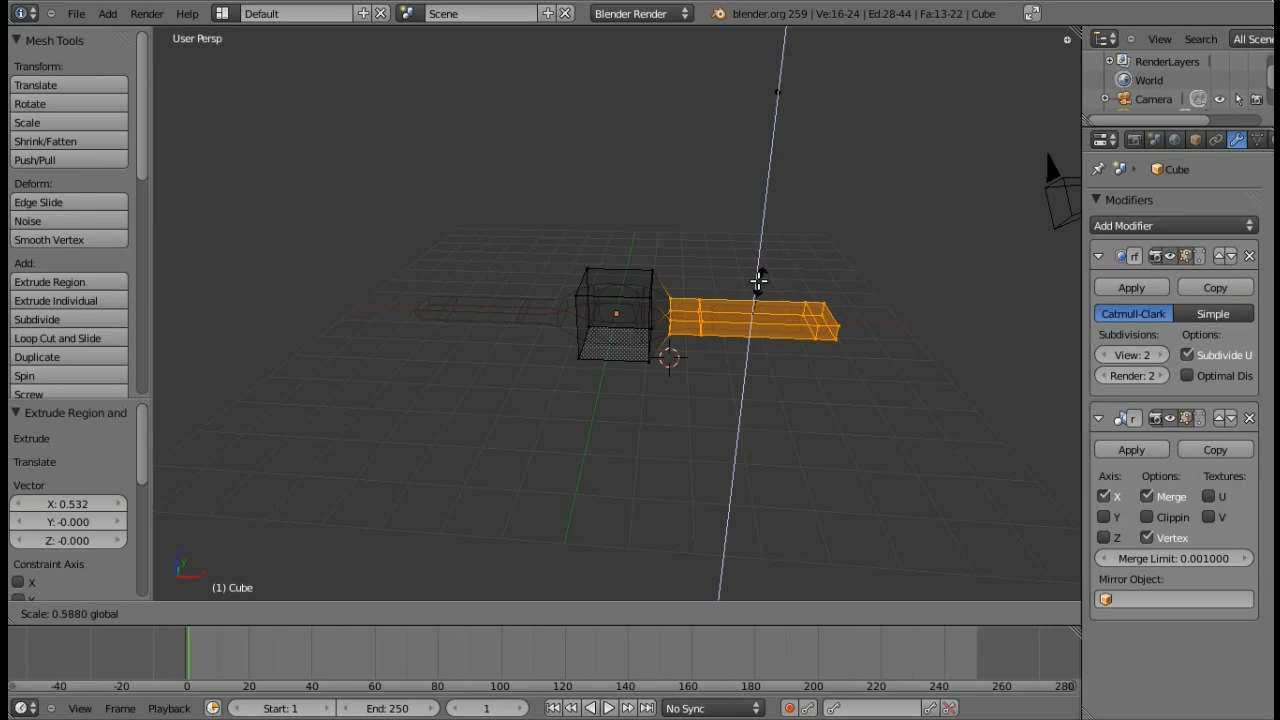 File Add Render Help Default Scene Blender Render blender.org 259 | Ve:16-24 | Ed:28-44 | Fa:13-22 | Cube
Mesh Tools
Transform:
Translate
Rotate
Scale
Shrink/Fatten
Push/Pull
Deform:
Edge Slide
Noise
Smooth Vertex
Add:
Extrude Region
Extrude Individual
Subdivide
Loop Cut and Slide
Duplicate
Spin
Screw
Extrude Region and
Extrude
Translate
Vector
X: 0.532
Y: -0.000
Z: -0.000
Constraint Axis
X
User Persp
(1) Cube
Scale: 0.5880 global
View Search All Scene
RenderLayers
World
Camera
Cube
Modifiers
Add Modifier
rf
Apply Copy
Catmull-Clark Simple
Subdivisions: Options:
View: 2 Subdivide U
Render: 2 Optimal Dis
r
Apply Copy
Axis: Options: Textures:
X Merge U
Y Clippin V
Z Vertex
Merge Limit: 0.001000
Mirror Object:
-40 -20 0 20 40 60 80 100 120 140 160 180 200 220 240 260 280
View Frame Playback Start: 1 End: 250 1 No Sync